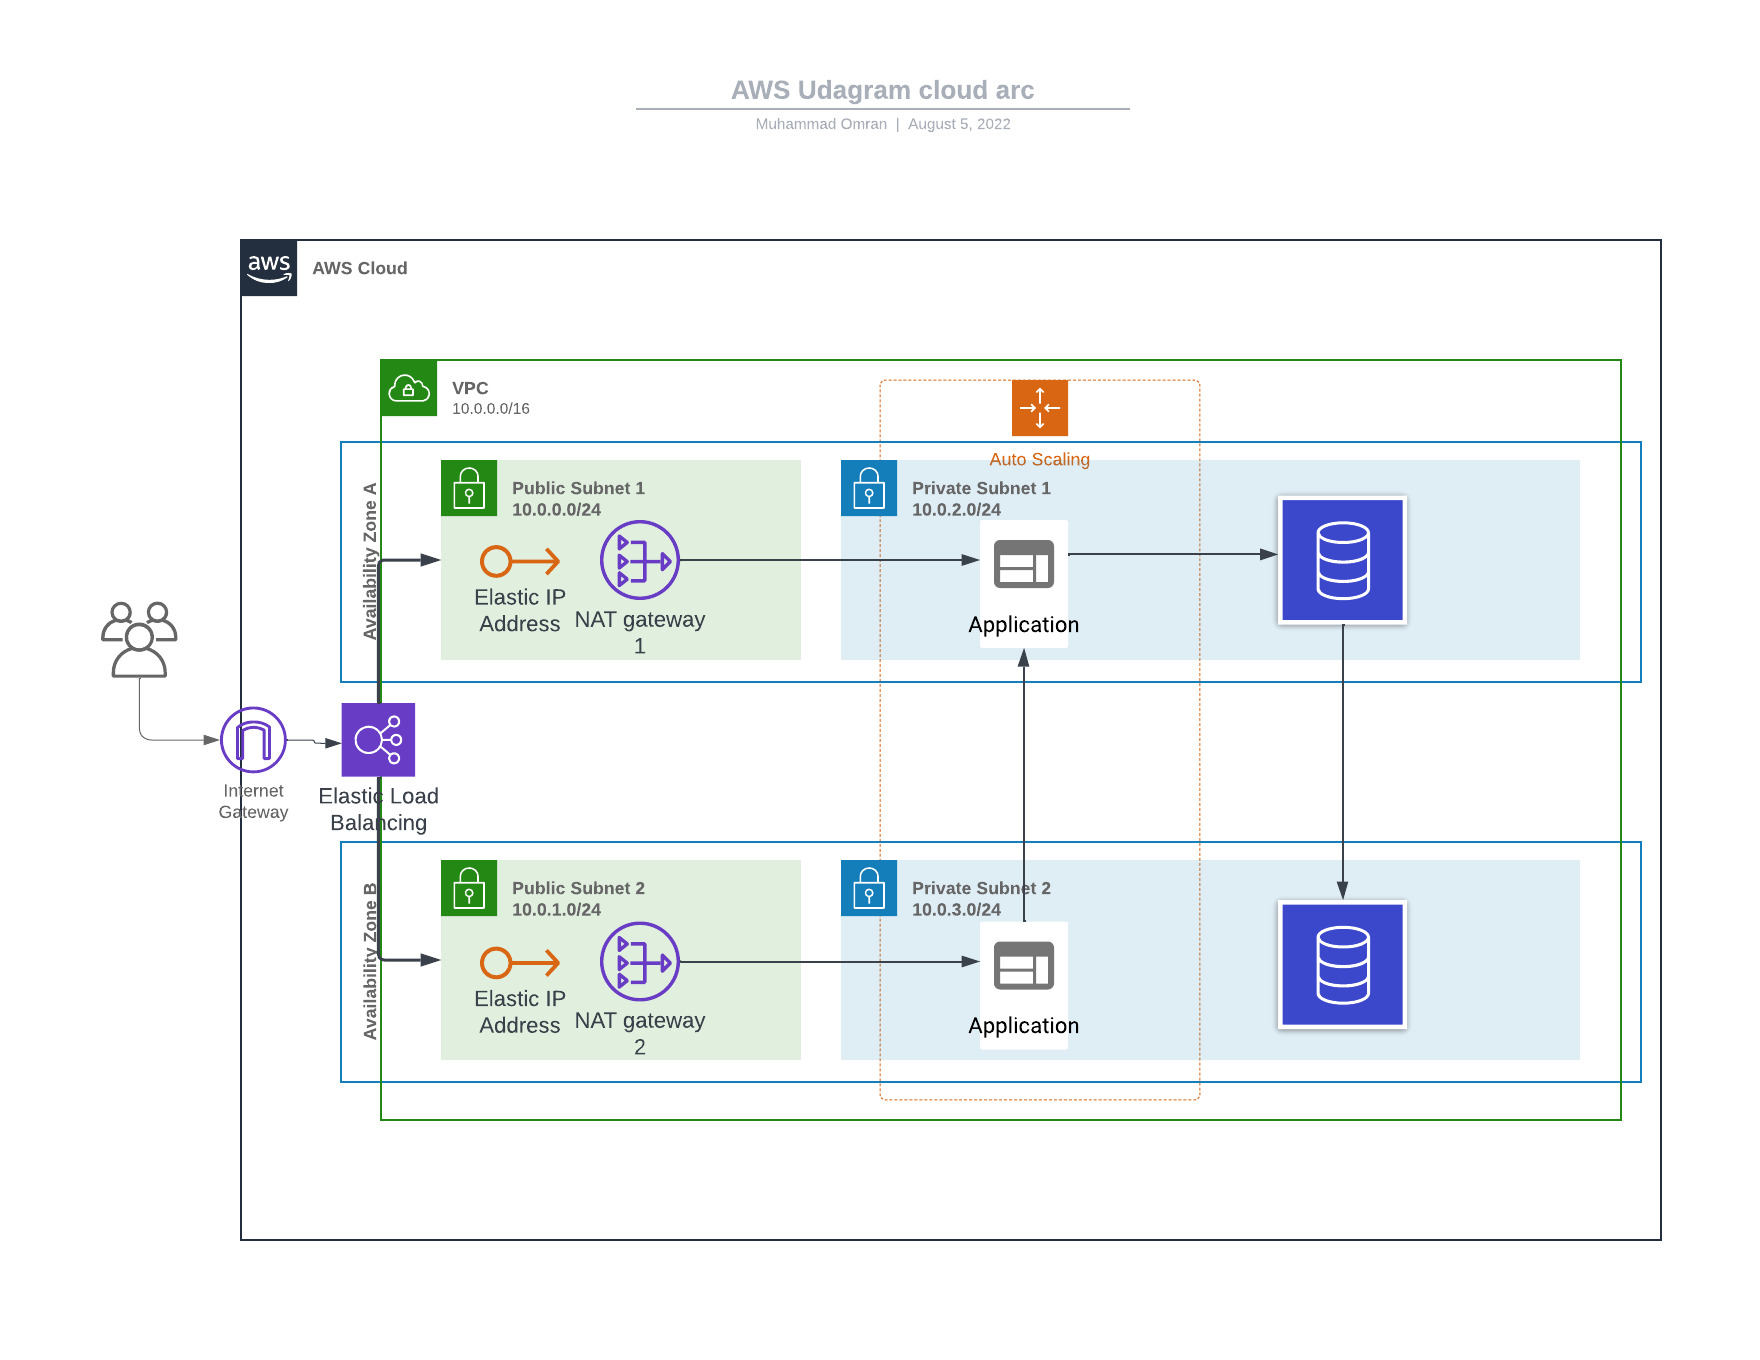 AWS Udagram cloud arc
Muhammad Omran | August 5, 2022
aws
AWS Cloud
VPC
10.0.0.0/16
Auto Scaling
Availability Zone A
Public Subnet 1
10.0.0.0/24
Elastic IP
Address
NAT gateway
1
Private Subnet 1
10.0.2.0/24
Application
Internet
Gateway
Elastic Load
Balancing
Availability Zone B
Public Subnet 2
10.0.1.0/24
Elastic IP
Address
NAT gateway
2
Private Subnet 2
10.0.3.0/24
Application